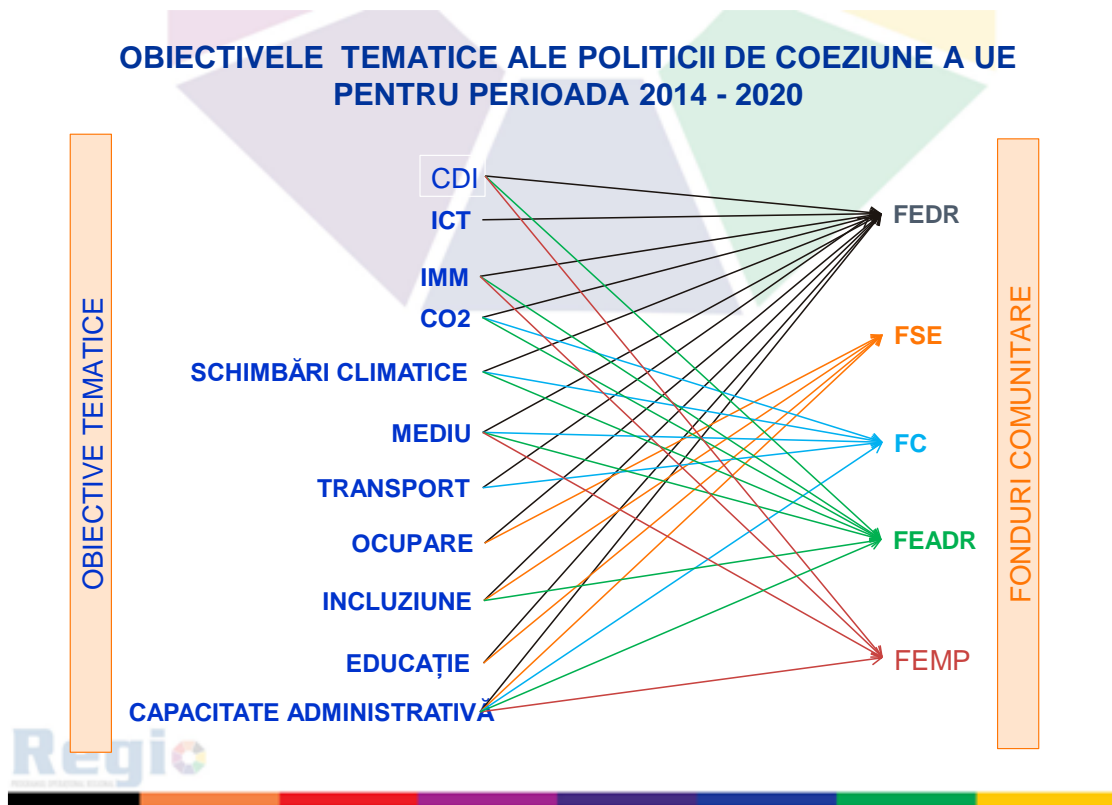 OBIECTIVELE TEMATICE ALE POLITICII DE COEZIUNE A UE
PENTRU PERIOADA 2014 - 2020
OBIECTIVE TEMATICE
CDI
ICT
IMM
CO2
SCHIMBĂRI CLIMATICE
MEDIU
TRANSPORT
OCUPARE
INCLUZIUNE
EDUCAȚIE
CAPACITATE ADMINISTRATIVĂ
FEDR
FSE
FC
FEADR
FEMP
FONDURI COMUNITARE
Regio